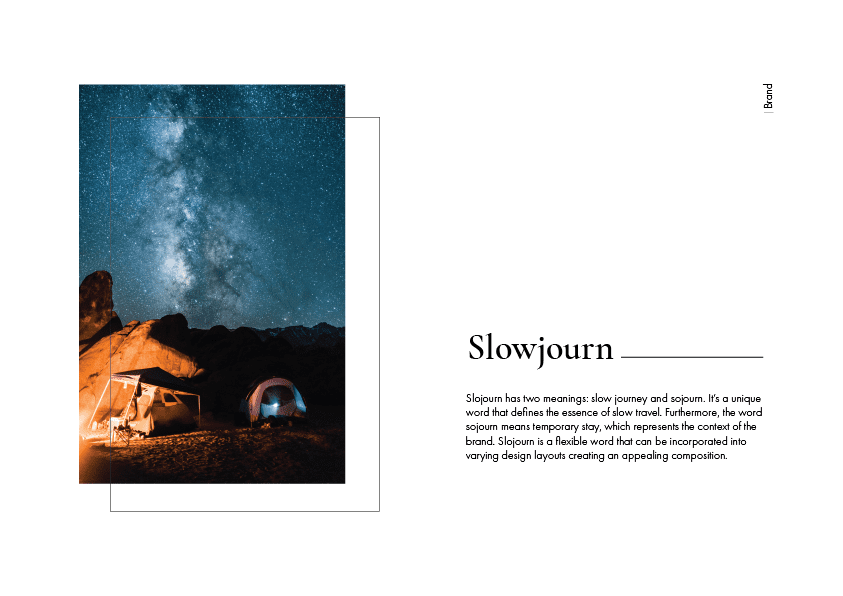 Brand
Slowjourn
Slojourn has two meanings: slow journey and sojourn. It's a unique
word that defines the essence of slow travel. Furthermore, the word
sojourn means temporary stay, which represents the context of the
brand. Slojourn is a flexible word that can be incorporated into
varying design layouts creating an appealing composition.